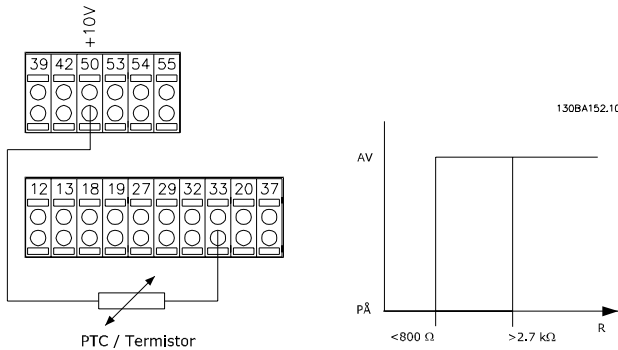 +10V
39 42 50 53 54 55
130BA152.10
12 13 18 19 27 29 32 33 20 37
PTC / Termistor
AV
PÅ
<800 Ω >2.7 kΩ R